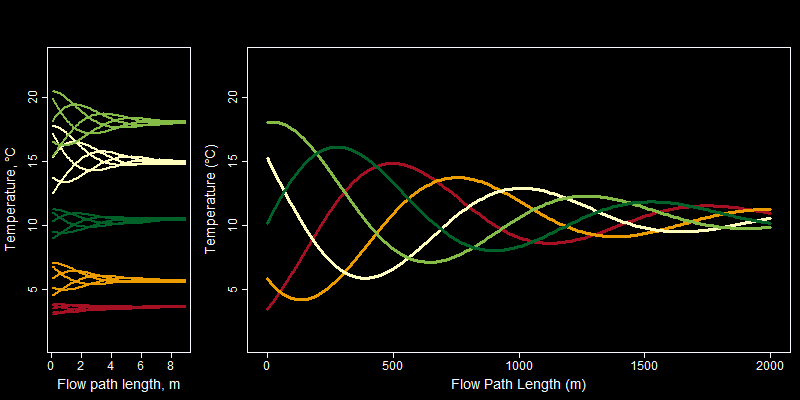 Temperature, °C
20
15
10
5
0 2 4 6 8
Flow path length, m
Temperature (°C)
20
15
10
5
0 500 1000 1500 2000
Flow Path Length (m)